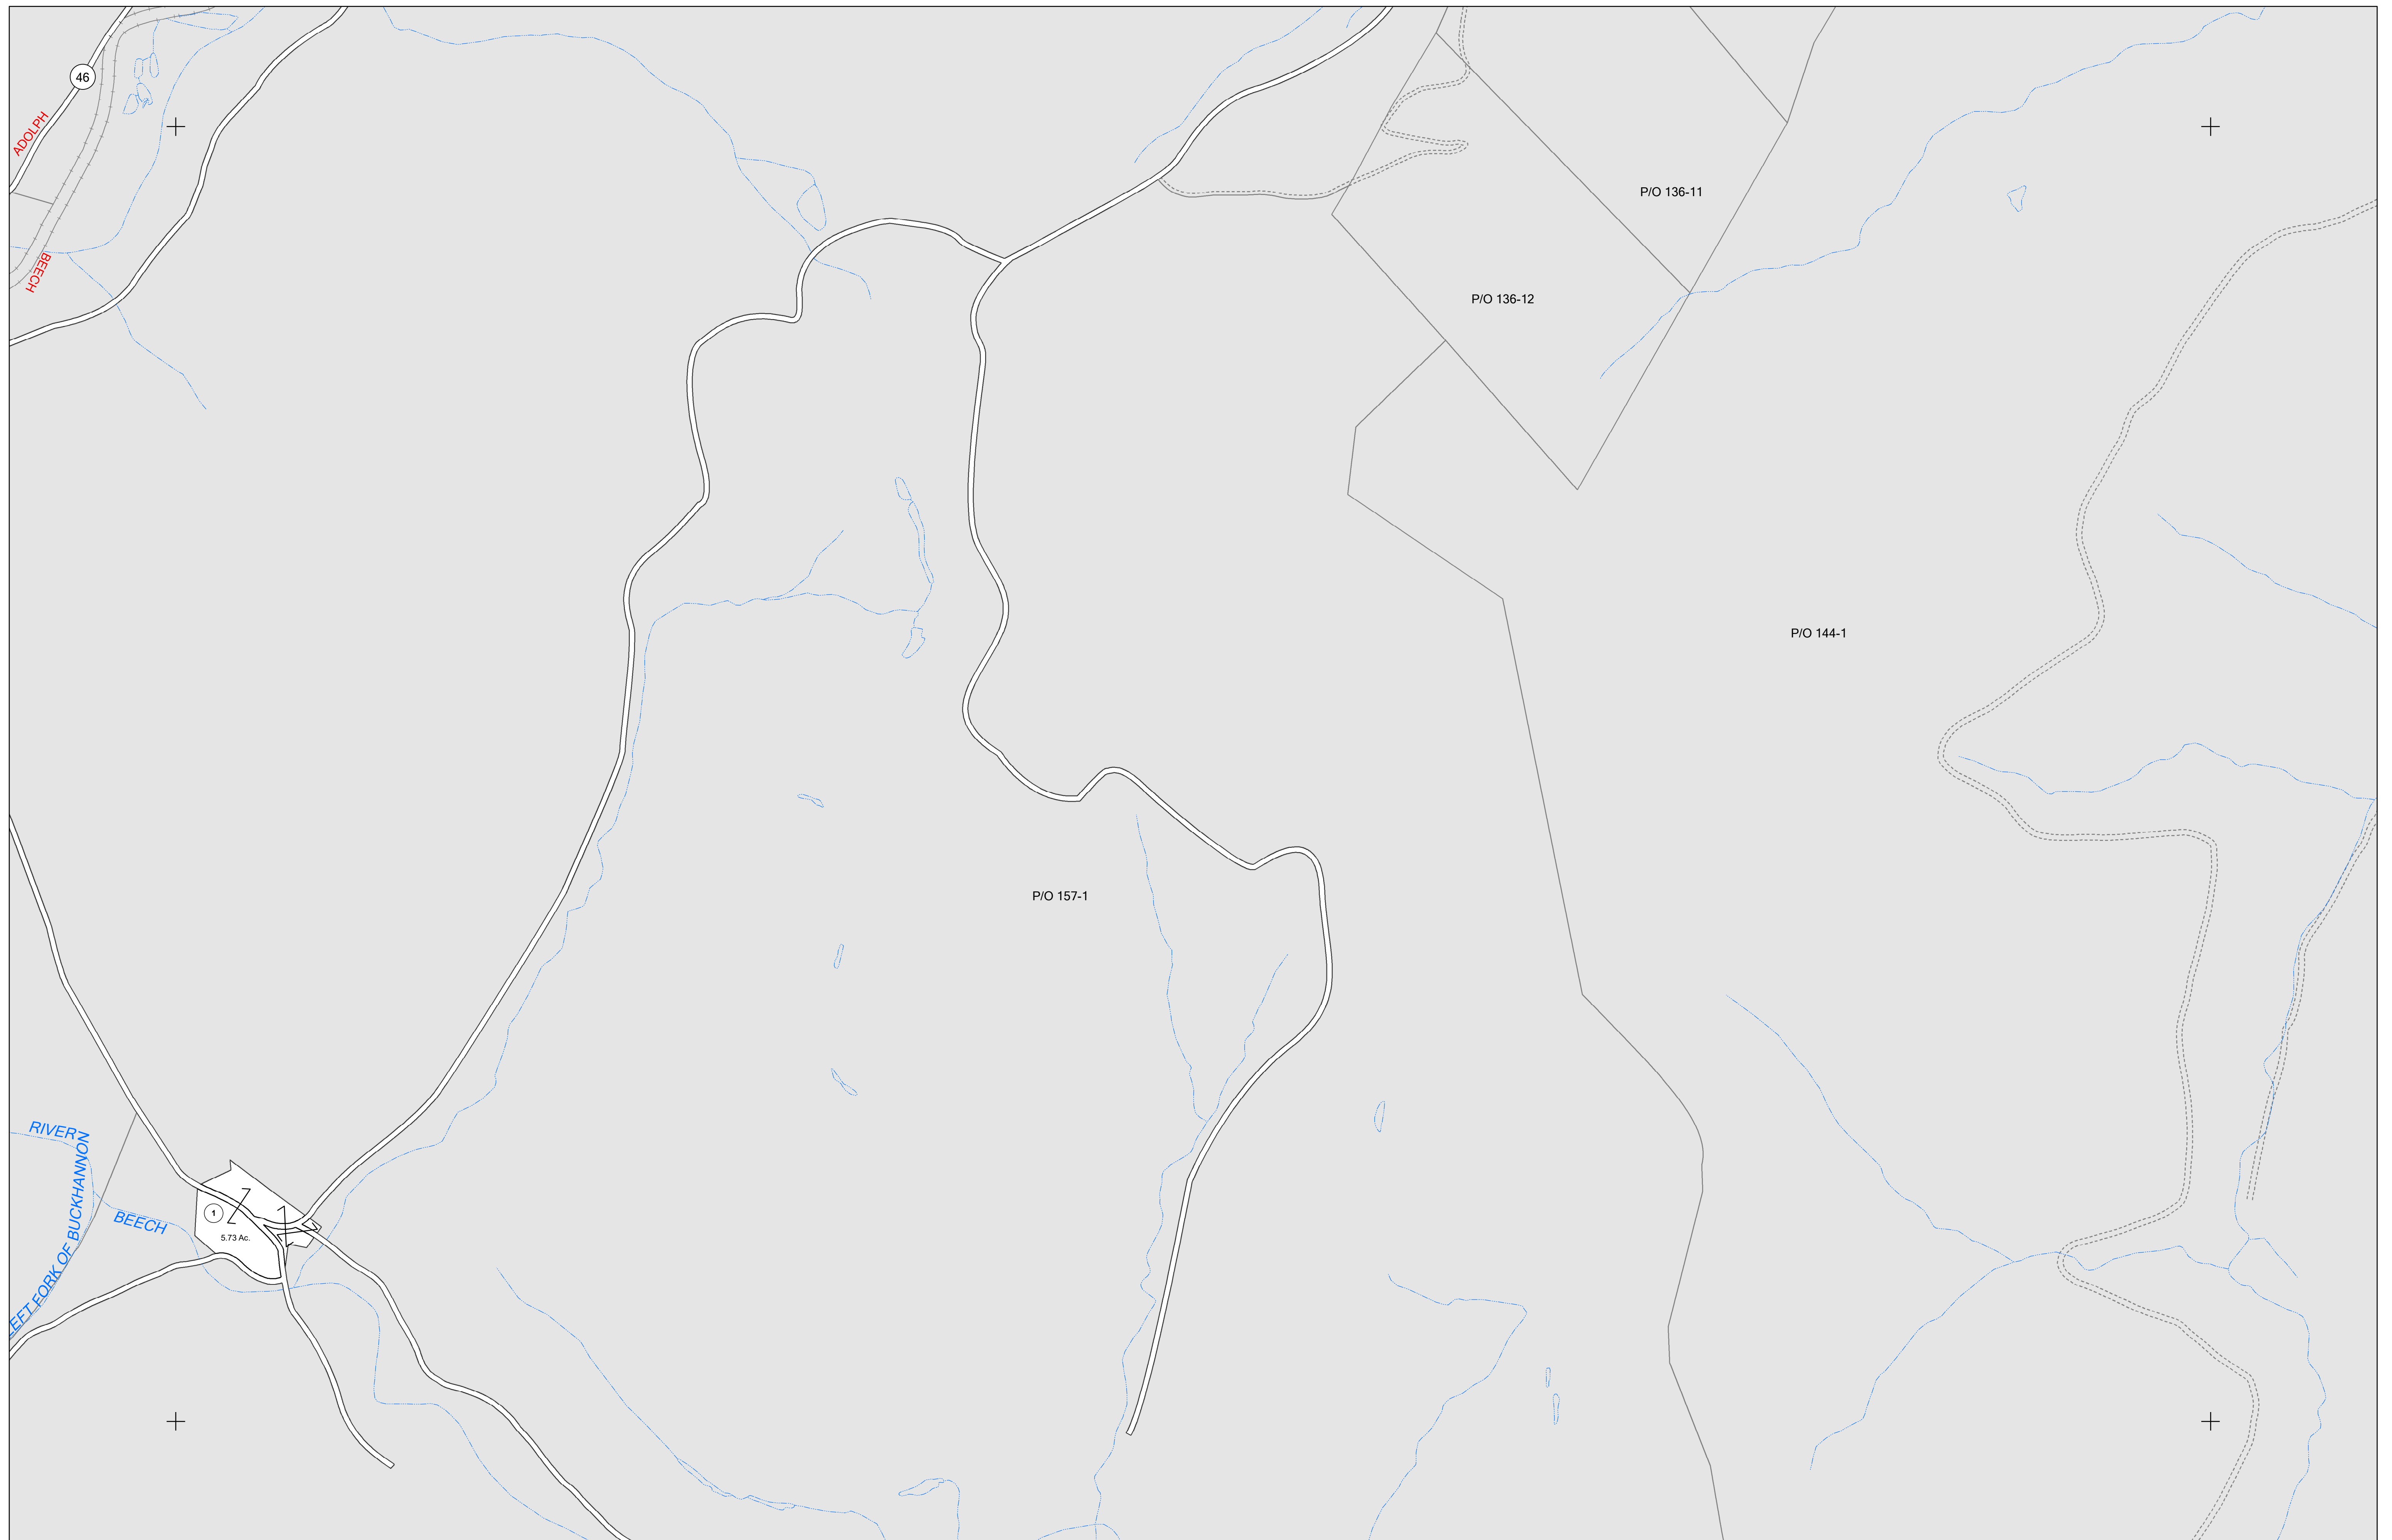 46
ADOLPH
P/O 136-11
BEECH
P/O 136-12
P/O 144-1
P/O 157-1
RIVER
LEFT FORK OF BUCKHANNON
BEECH
1
5.73 Ac.